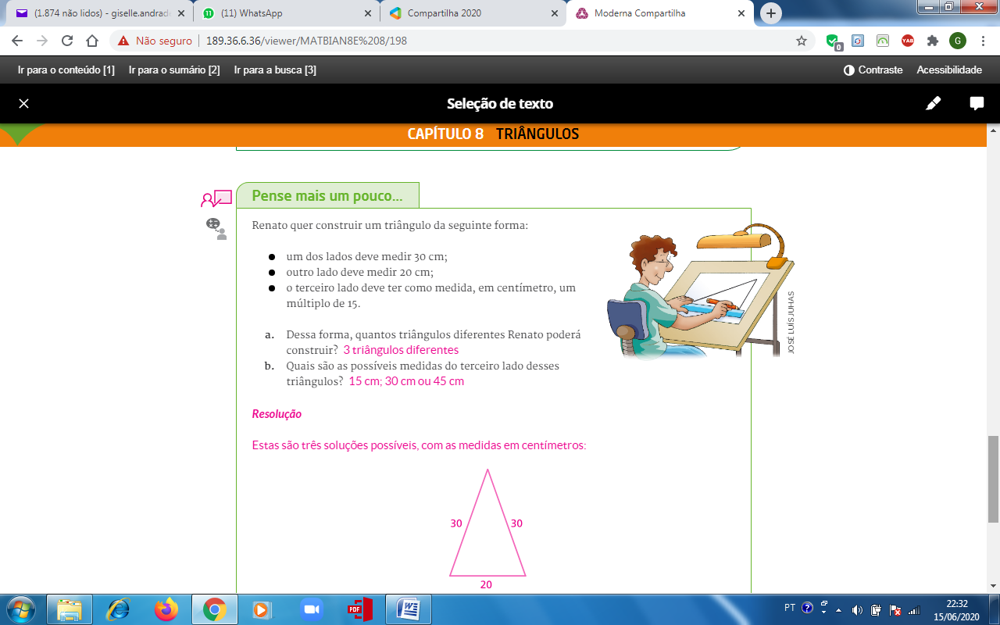 (1.874 não lidos) - giselle.andrad
(11) WhatsApp
Compartilha 2020
Moderna Compartilha
Não seguro
189.36.6.36/viewer/MATBIAN8E%208/198
0
YAB
G
Ir para o conteúdo [1]
Ir para o sumário [2]
Ir para a busca [3]
Contraste
Acessibilidade
Seleção de texto
CAPÍTULO 8 TRIÂNGULOS
Pense mais um pouco...
Renato quer construir um triângulo da seguinte forma:
● um dos lados deve medir 30 cm;
● outro lado deve medir 20 cm;
● o terceiro lado deve ter como medida, em centímetro, um
múltiplo de 15.
a. Dessa forma, quantos triângulos diferentes Renato poderá
construir? 3 triângulos diferentes
b. Quais são as possíveis medidas do terceiro lado desses
triângulos? 15 cm; 30 cm ou 45 cm
JOSÉ LUÍS JUHAS
Resolução
Estas são três soluções possíveis, com as medidas em centímetros:
30
30
20
PDF
PT
22:32
15/06/2020